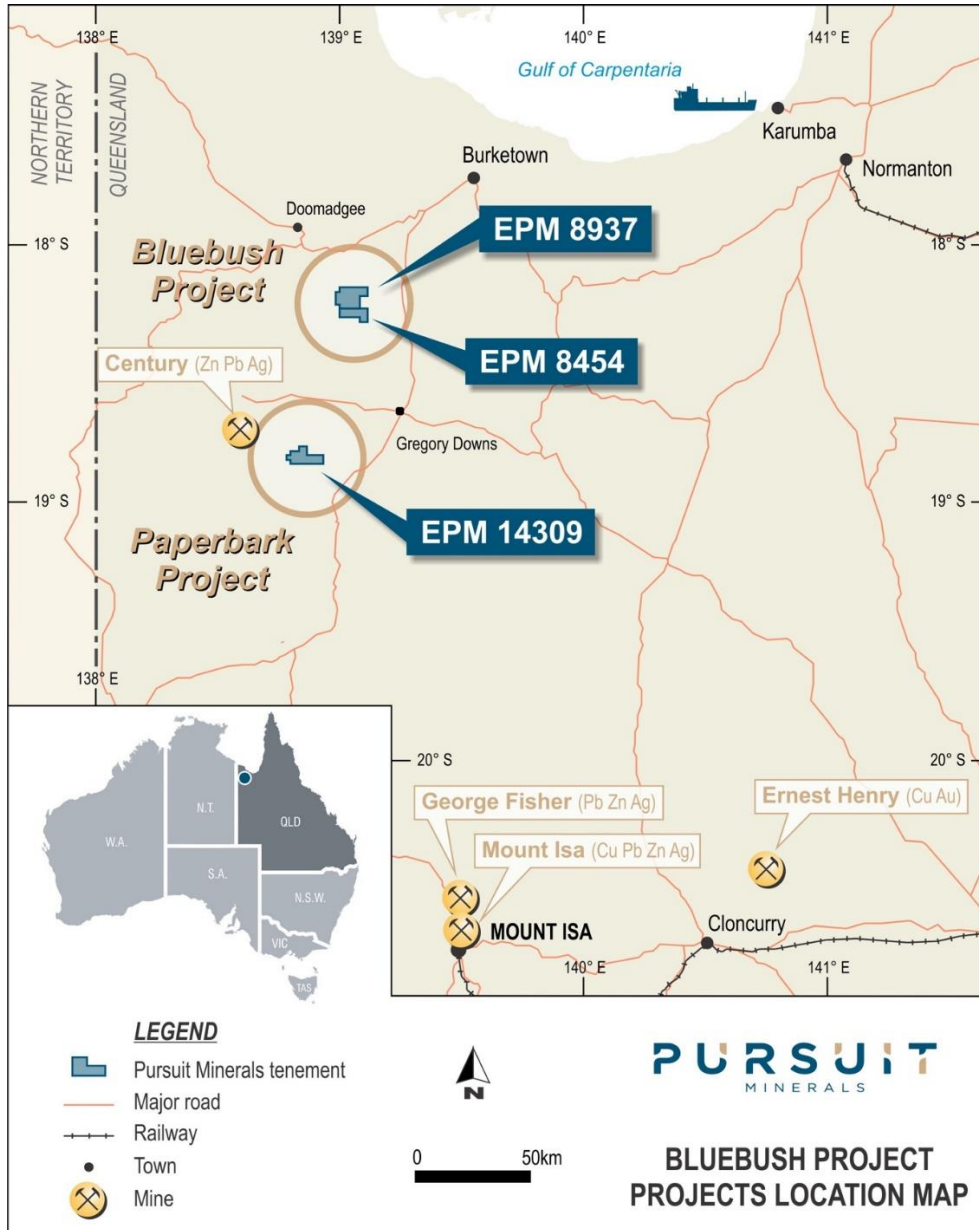 138° E
139° E
140° E
141° E
NORTHERN
TERRITORY
QUEENSLAND
Gulf of Carpentaria
Karumba
Burketown
Normanton
Doomadgee
EPM 8937
18° S
18° S
Bluebush
Project
EPM 8454
Century (Zn Pb Ag)
Gregory Downs
19° S
19° S
EPM 14309
Paperbark
Project
138° E
20° S
20° S
George Fisher (Pb Zn Ag)
Ernest Henry (Cu Au)
Mount Isa (Cu Pb Zn Ag)
MOUNT ISA
Cloncurry
140° E
141° E
N.T.
QLD
W.A.
S.A.
N.S.W.
VIC
TAS
LEGEND
Pursuit Minerals tenement
Major road
Railway
Town
Mine
N
0
50km
PURSUIT
MINERALS
BLUEBUSH PROJECT
PROJECTS LOCATION MAP